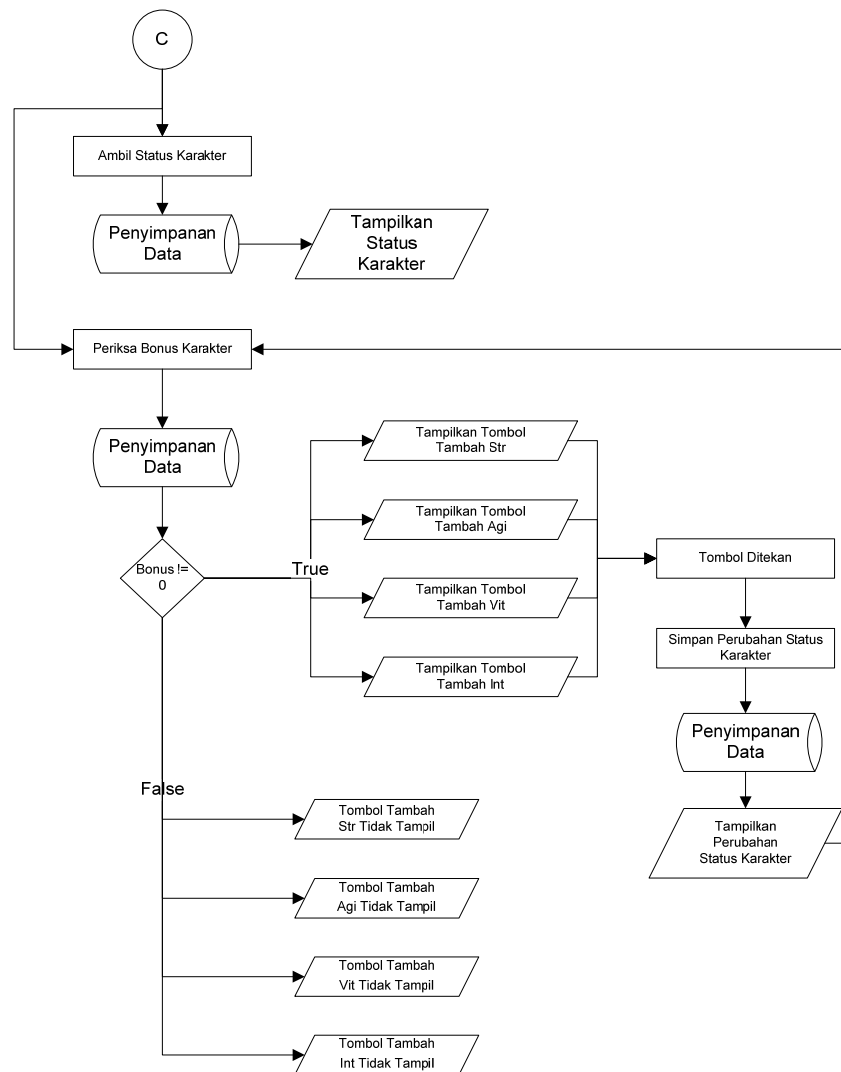 C
Ambil Status Karakter
Penyimpanan
Data
Tampilkan
Status
Karakter
Periksa Bonus Karakter
Penyimpanan
Data
Bonus !=
0
True
Tampilkan Tombol
Tambah Str
Tampilkan Tombol
Tambah Agi
Tampilkan Tombol
Tambah Vit
Tampilkan Tombol
Tambah Int
Tombol Ditekan
Simpan Perubahan Status
Karakter
Penyimpanan
Data
Tampilkan
Perubahan
Status Karakter
False
Tombol Tambah
Str Tidak Tampil
Tombol Tambah
Agi Tidak Tampil
Tombol Tambah
Vit Tidak Tampil
Tombol Tambah
Int Tidak Tampil